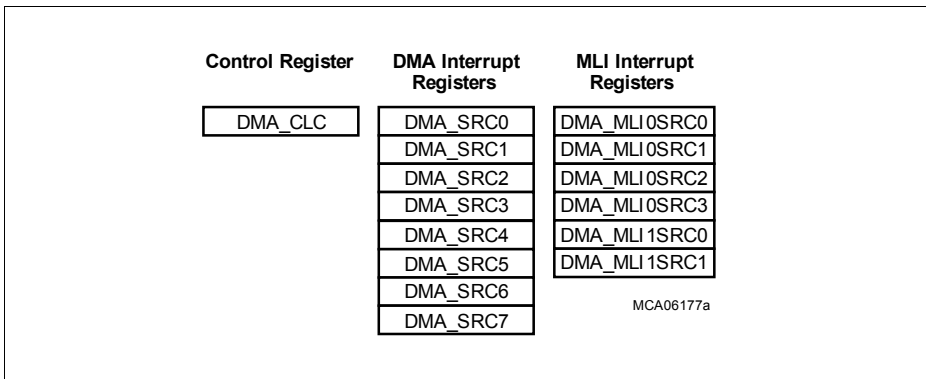 Control Register
DMA_CLC
DMA Interrupt
Registers
DMA_SRC0
DMA_SRC1
DMA_SRC2
DMA_SRC3
DMA_SRC4
DMA_SRC5
DMA_SRC6
DMA_SRC7
MLI Interrupt
Registers
DMA_MLI0SRC0
DMA_MLI0SRC1
DMA_MLI0SRC2
DMA_MLI0SRC3
DMA_MLI1SRC0
DMA_MLI1SRC1
MCA06177a